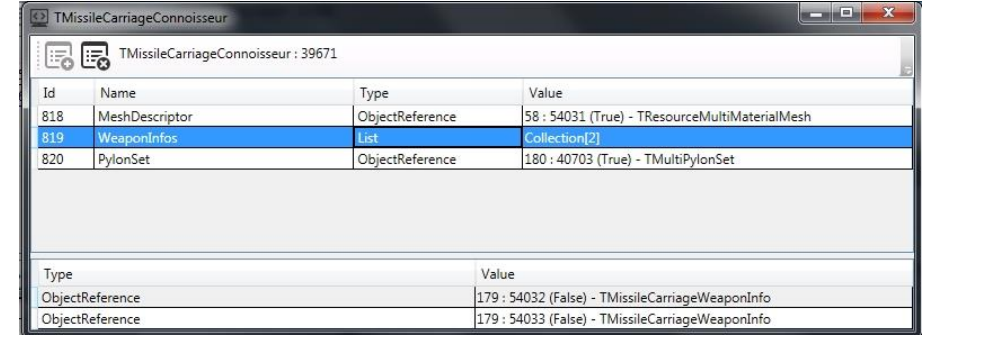 TMissileCarriageConnoisseur
TMissileCarriageConnoisseur : 39671
Id Name Type Value
818 MeshDescriptor ObjectReference 58 : 54031 (True) - TResourceMultiMaterialMesh
819 WeaponInfos List Collection[2]
820 PylonSet ObjectReference 180 : 40703 (True) - TMultiPylonSet
Type Value
ObjectReference 179 : 54032 (False) - TMissileCarriageWeaponInfo
ObjectReference 179 : 54033 (False) - TMissileCarriageWeaponInfo